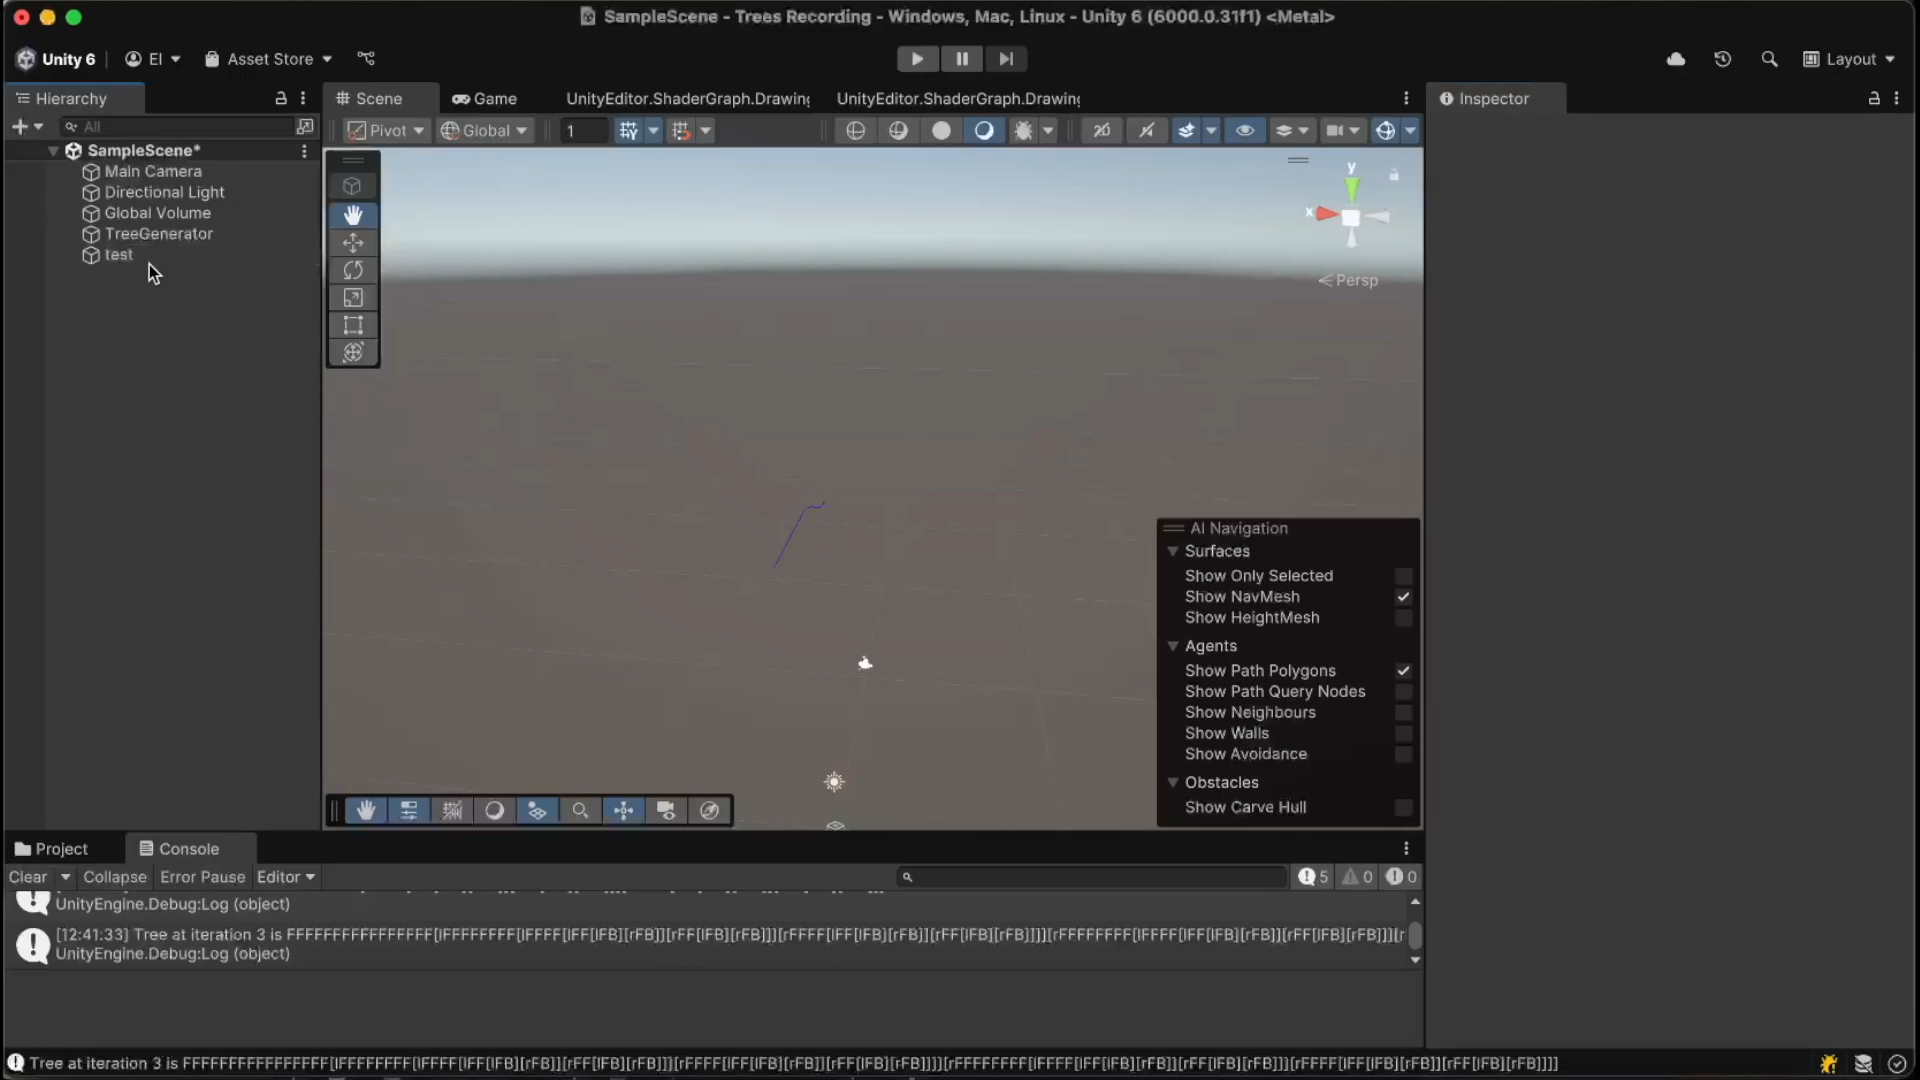 SampleScene - Trees Recording - Windows, Mac, Linux - Unity 6 (6000.0.31f1) <Metal>
Unity 6
EI
Asset Store
Layout
Hierarchy
Scene
Game
UnityEditor.ShaderGraph.Drawing
UnityEditor.ShaderGraph.Drawing
Inspector
All
Pivot
Global
1
2D
SampleScene*
Main Camera
Directional Light
Global Volume
TreeGenerator
test
y
x
Persp
AI Navigation
Surfaces
Show Only Selected
Show NavMesh
Show HeightMesh
Agents
Show Path Polygons
Show Path Query Nodes
Show Neighbours
Show Walls
Show Avoidance
Obstacles
Show Carve Hull
Project
Console
Clear
Collapse
Error Pause
Editor
5
0
0
UnityEngine.Debug:Log (object)
[12:41:33] Tree at iteration 3 is FFFFFFFFFFFFFFFF[lFFFFFFFF[lFFFF[lFF[lFB][rFB]][rFF[lFB][rFB]]][rFFFF[lFF[lFB][rFB]][rFF[lFB][rFB]]]][rFFFFFFFF[lFFFF[lFF[lFB][rFB]][rFF[lFB][rFB]]][r
UnityEngine.Debug:Log (object)
Tree at iteration 3 is FFFFFFFFFFFFFFFF[lFFFFFFFF[lFFFF[lFF[lFB][rFB]][rFF[lFB][rFB]]][rFFFF[lFF[lFB][rFB]][rFF[lFB][rFB]]]][rFFFFFFFF[lFFFF[lFF[lFB][rFB]][rFF[lFB][rFB]]][rFFFF[lFF[lFB][rFB]][rFF[lFB][rFB]]]]